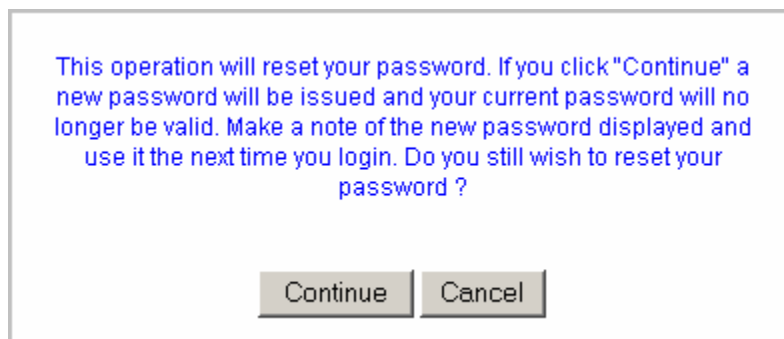 This operation will reset your password. If you click "Continue" a
new password will be issued and your current password will no
longer be valid. Make a note of the new password displayed and
use it the next time you login. Do you still wish to reset your
password ?
Continue Cancel